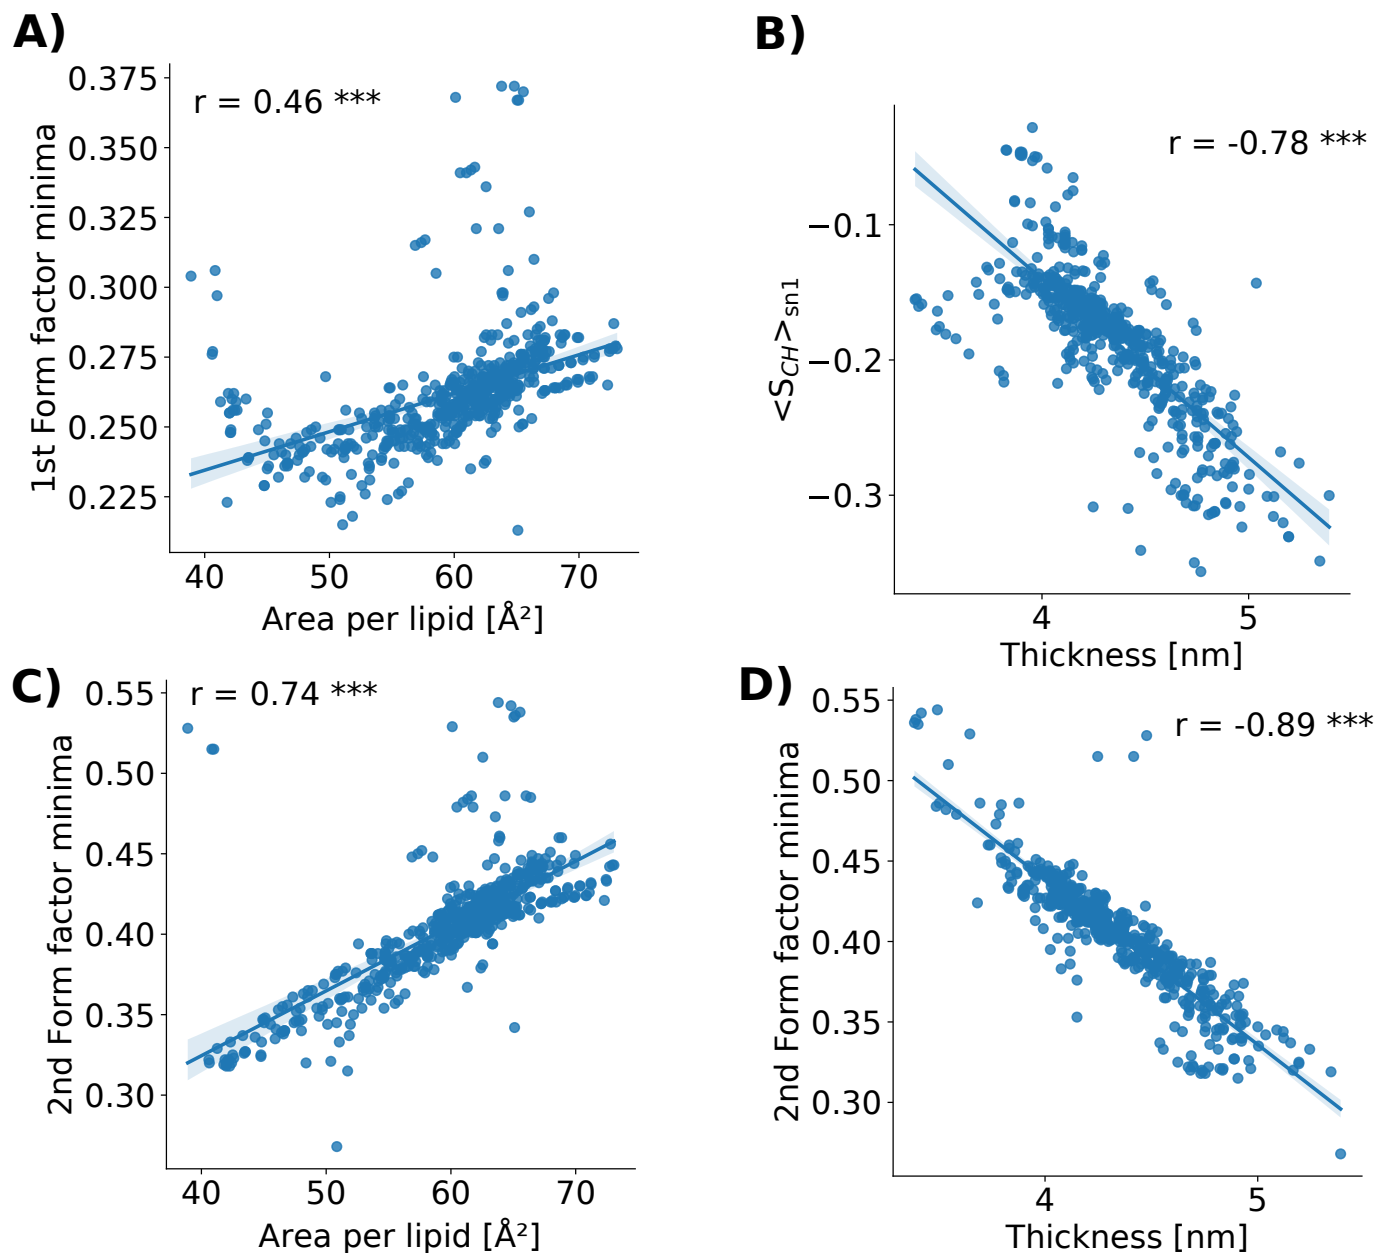 A)
r = 0.46 ***
1st Form factor minima
0.375
0.350
0.325
0.300
0.275
0.250
0.225
40 50 60 70
Area per lipid [Å²]
B)
r = -0.78 ***
<S_CH>_sn1
−0.1
−0.2
−0.3
4 5
Thickness [nm]
C)
r = 0.74 ***
2nd Form factor minima
0.55
0.50
0.45
0.40
0.35
0.30
40 50 60 70
Area per lipid [Å²]
D)
r = -0.89 ***
2nd Form factor minima
0.55
0.50
0.45
0.40
0.35
0.30
4 5
Thickness [nm]